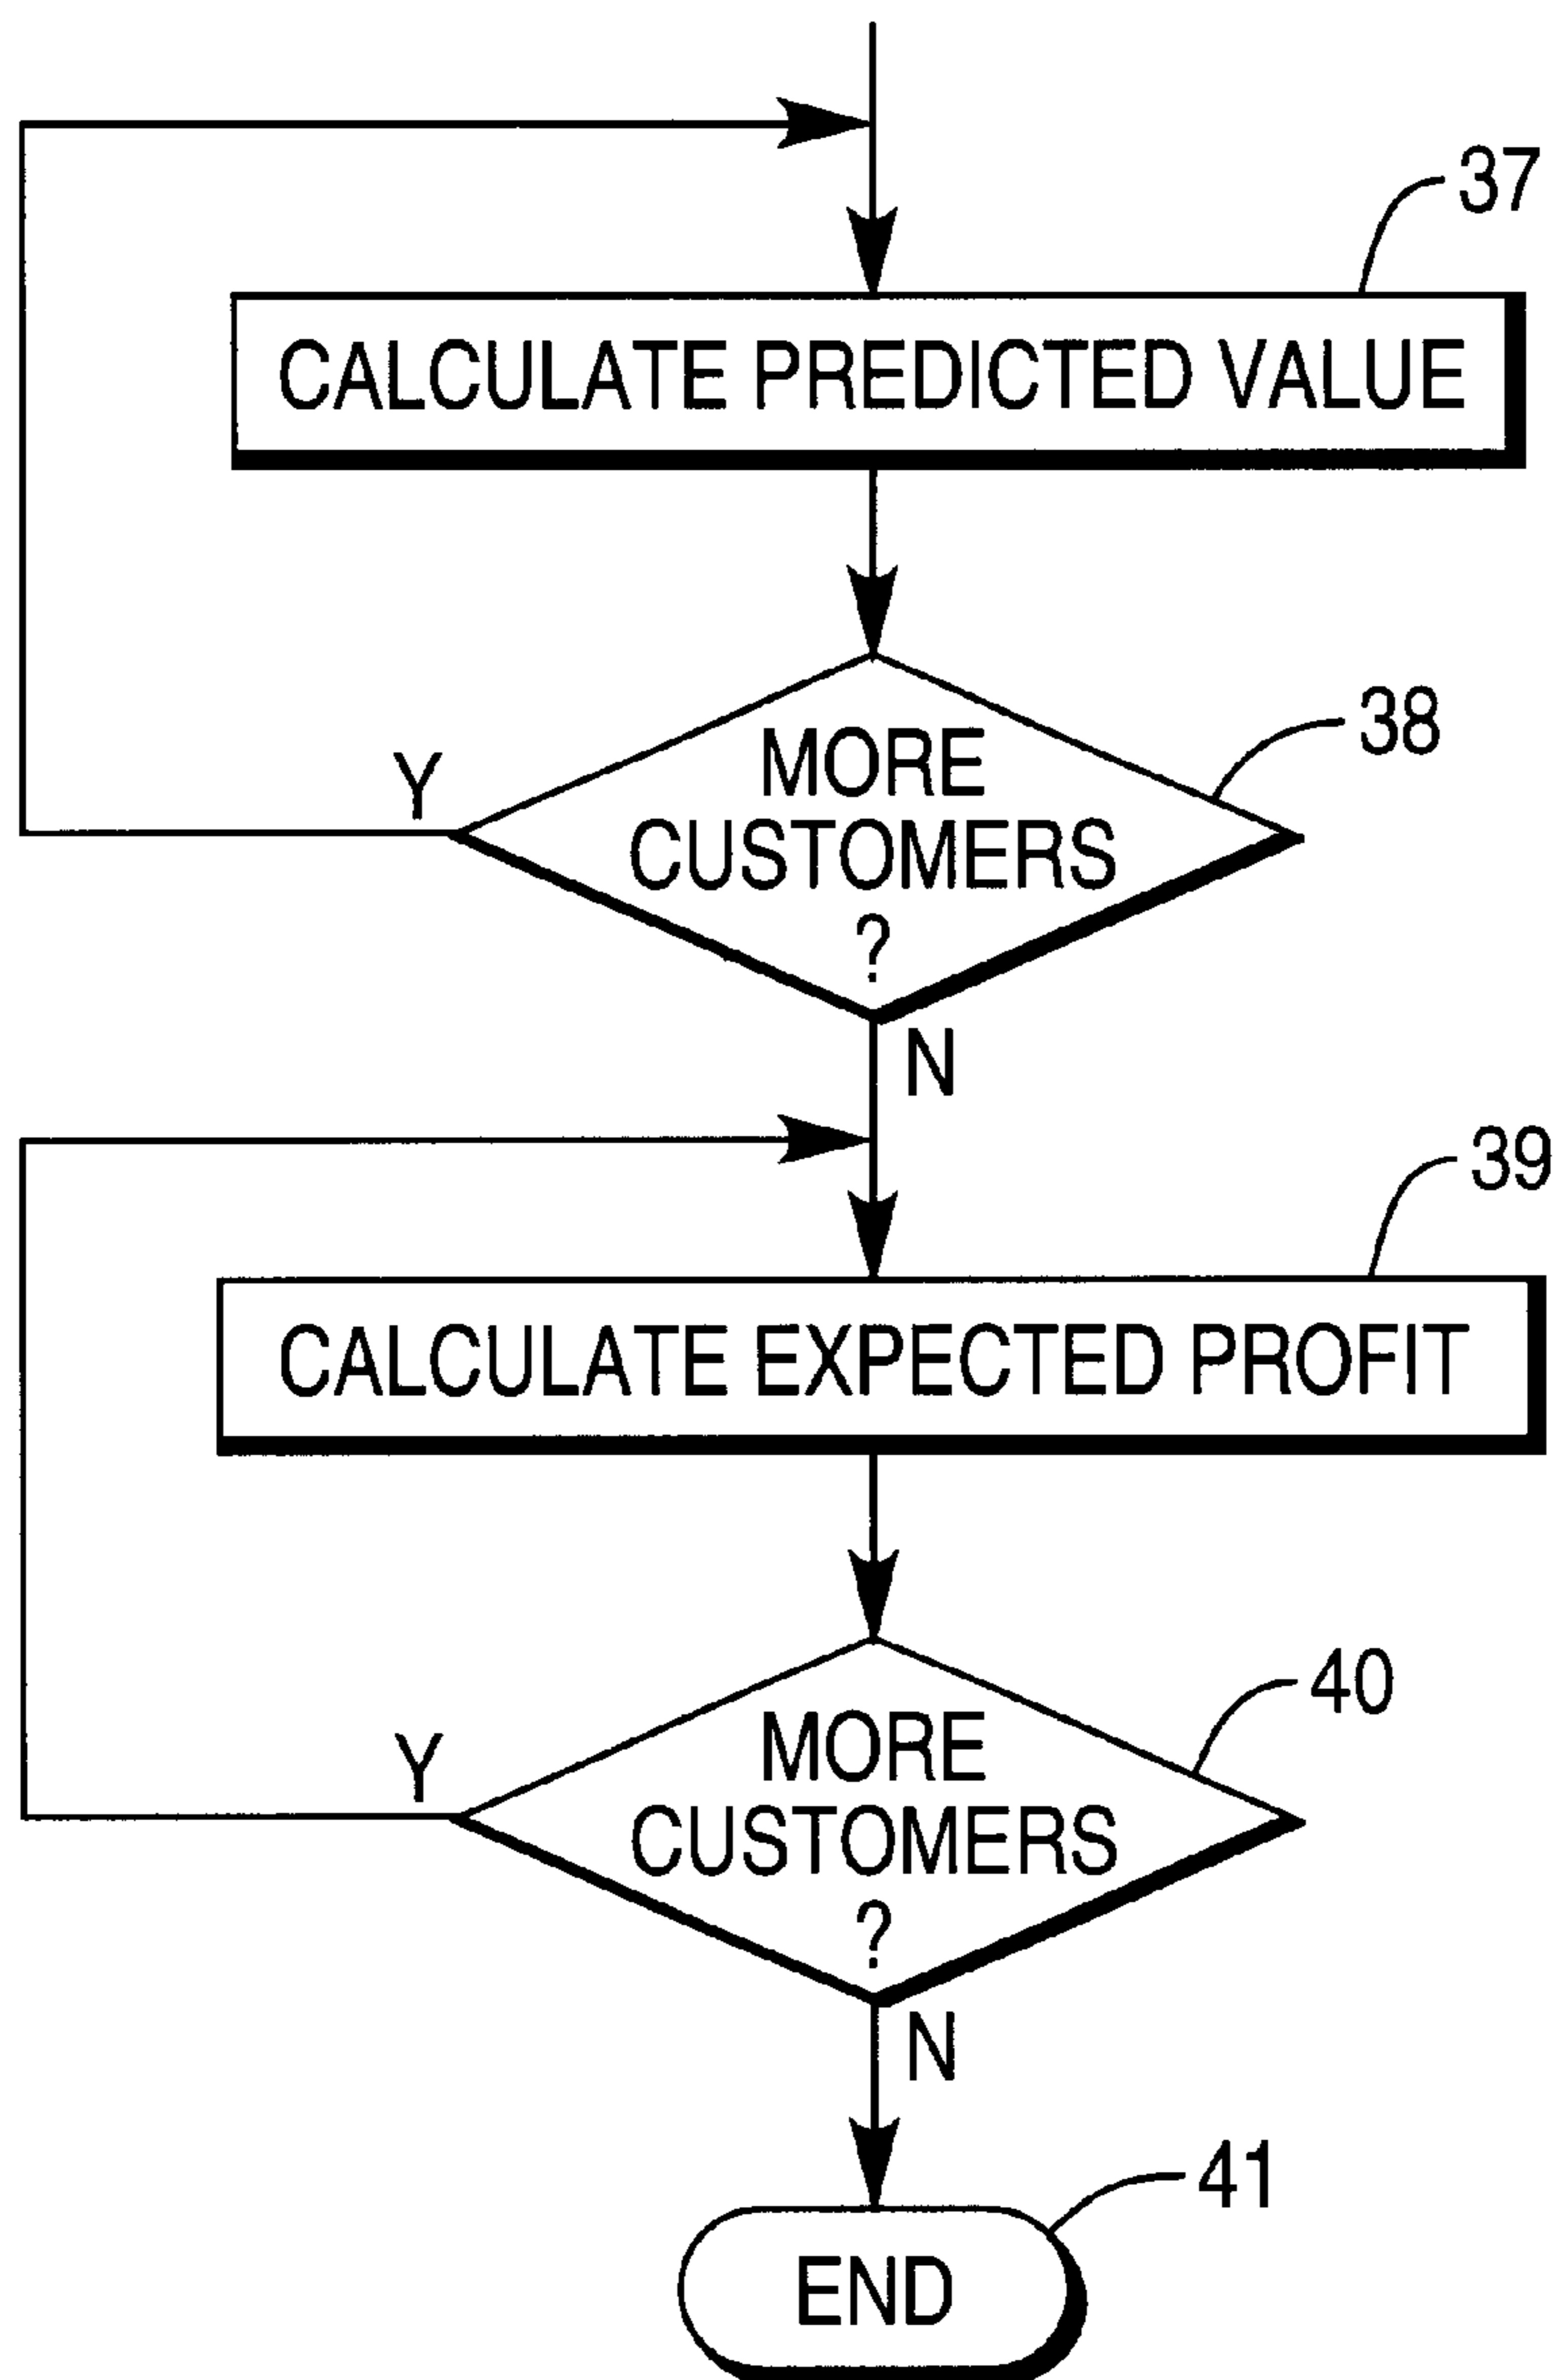 37
CALCULATE PREDICTED VALUE
38
MORE
CUSTOMERS
?
Y
N
39
CALCULATE EXPECTED PROFIT
40
MORE
CUSTOMERS
?
Y
N
41
END